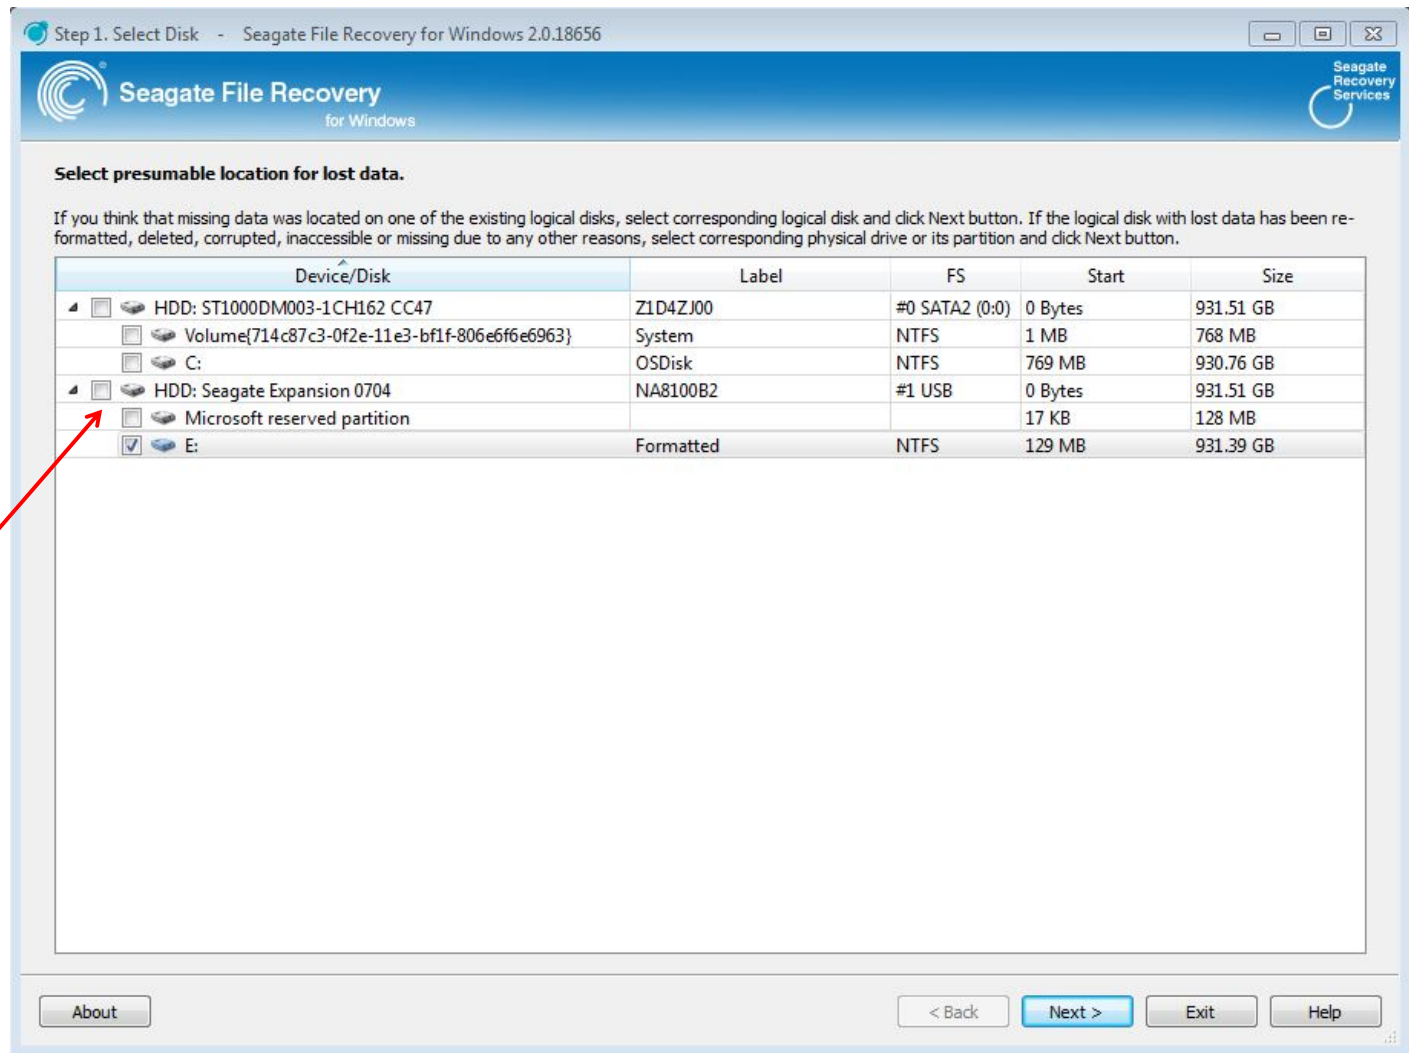 Step 1. Select Disk - Seagate File Recovery for Windows 2.0.18656
Seagate File Recovery
for Windows
Seagate
Recovery
Services
Select presumable location for lost data.
If you think that missing data was located on one of the existing logical disks, select corresponding logical disk and click Next button. If the logical disk with lost data has been re-
formatted, deleted, corrupted, inaccessible or missing due to any other reasons, select corresponding physical drive or its partition and click Next button.
Device/Disk Label FS Start Size
HDD: ST1000DM003-1CH162 CC47 Z1D4ZJ00 #0 SATA2 (0:0) 0 Bytes 931.51 GB
Volume{714c87c3-0f2e-11e3-bf1f-806e6f6e6963} System NTFS 1 MB 768 MB
C: OSDisk NTFS 769 MB 930.76 GB
HDD: Seagate Expansion 0704 NA8100B2 #1 USB 0 Bytes 931.51 GB
Microsoft reserved partition 17 KB 128 MB
E: Formatted NTFS 129 MB 931.39 GB
About < Back Next > Exit Help